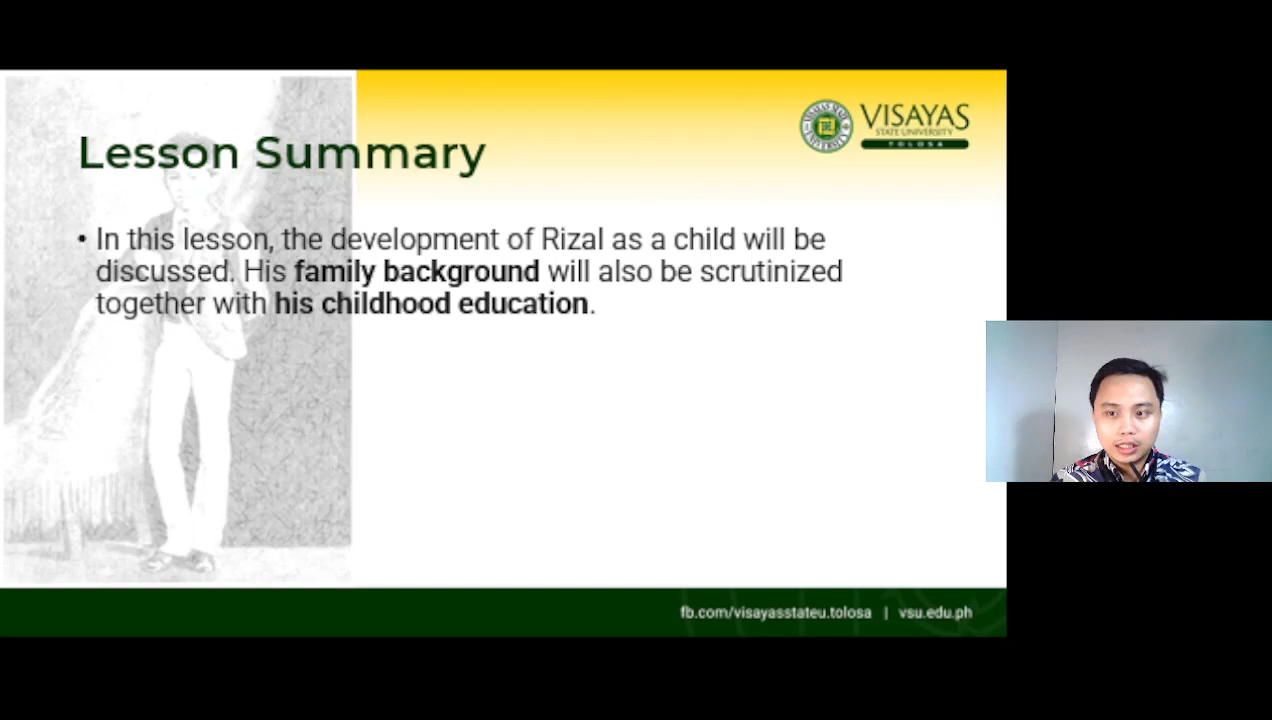 VISAYAS
STATE UNIVERSITY
TOLOSA
Lesson Summary
• In this lesson, the development of Rizal as a child will be
discussed. His family background will also be scrutinized
together with his childhood education.
fb.com/visayasstateu.tolosa | vsu.edu.ph